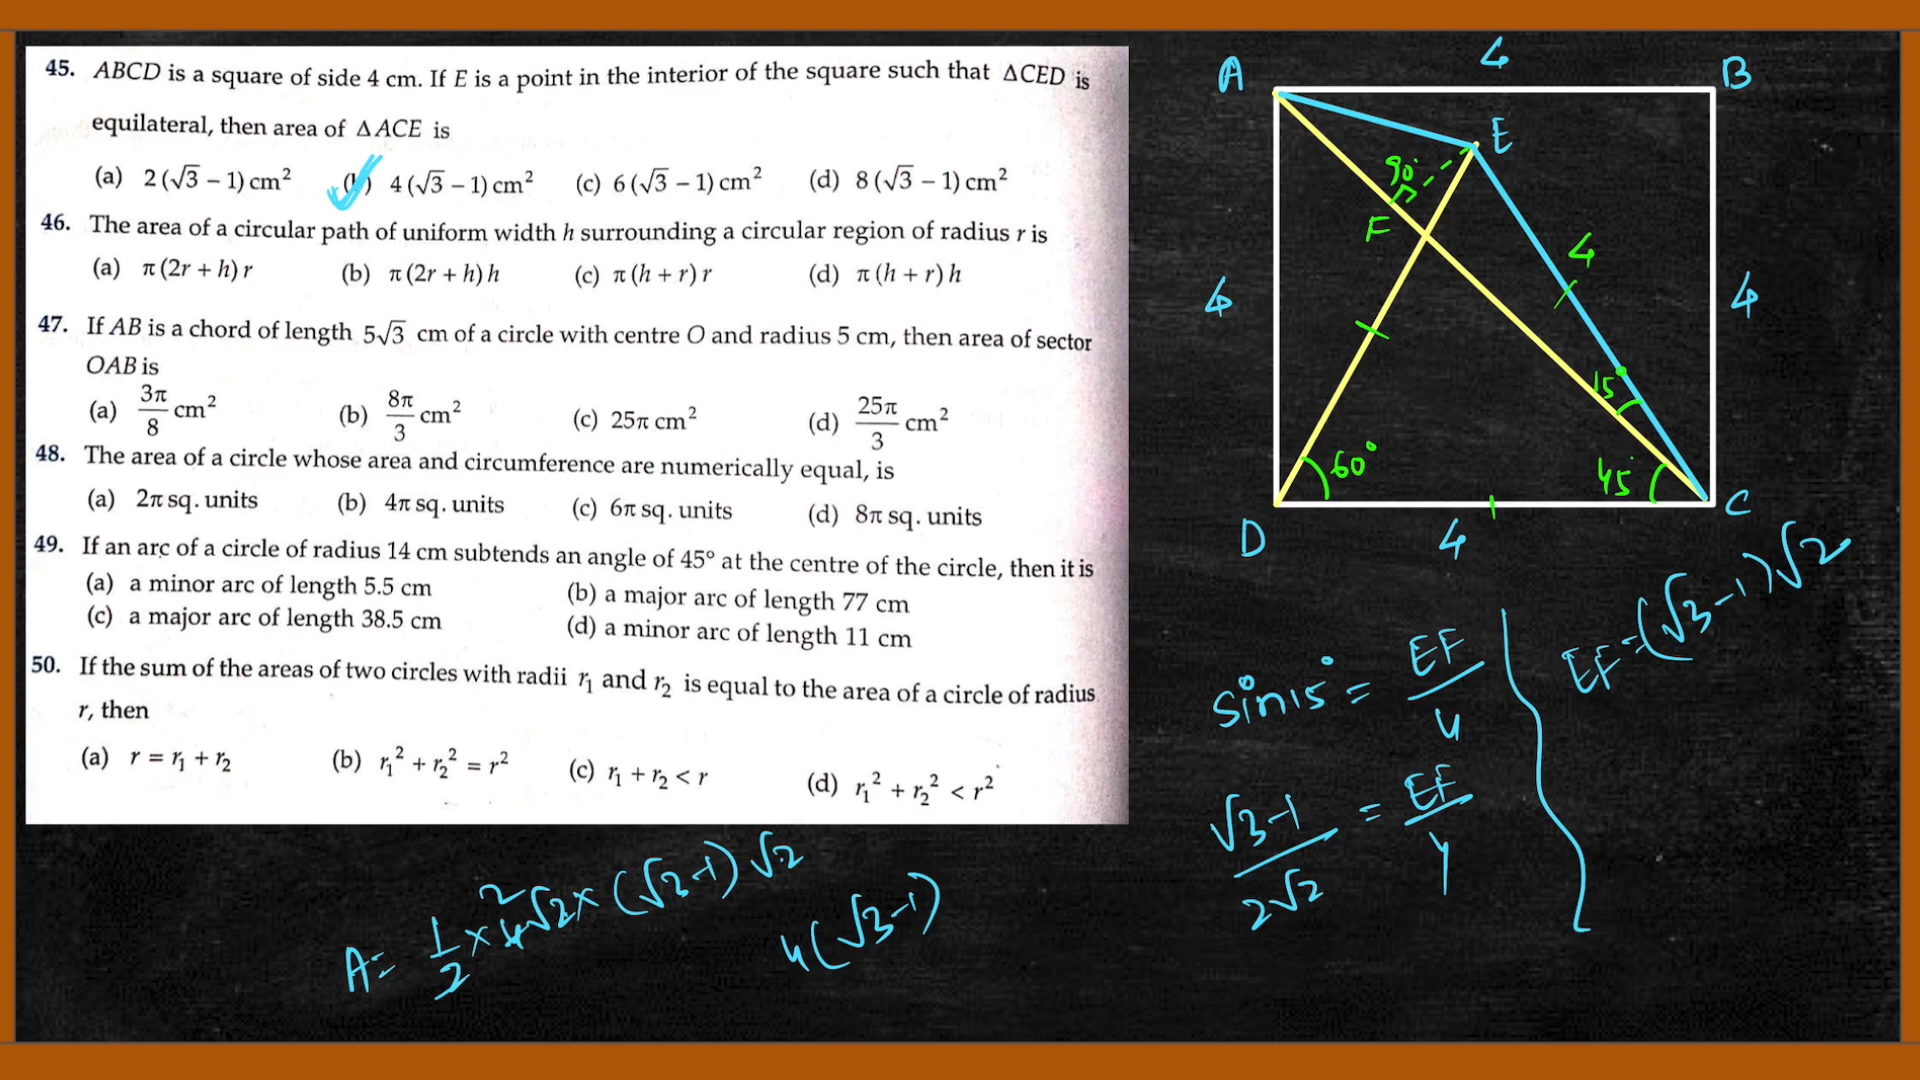 45. ABCD is a square of side 4 cm. If E is a point in the interior of the square such that ΔCED is
equilateral, then area of ΔACE is
(a) 2(√3 – 1) cm² (b) 4(√3 – 1) cm² (c) 6(√3 – 1) cm² (d) 8(√3 – 1) cm²
46. The area of a circular path of uniform width h surrounding a circular region of radius r is
(a) π(2r + h)r (b) π(2r + h)h (c) π(h + r)r (d) π(h + r)h
47. If AB is a chord of length 5√3 cm of a circle with centre O and radius 5 cm, then area of sector
OAB is
(a) 3π/8 cm² (b) 8π/3 cm² (c) 25π cm² (d) 25π/3 cm²
48. The area of a circle whose area and circumference are numerically equal, is
(a) 2π sq. units (b) 4π sq. units (c) 6π sq. units (d) 8π sq. units
49. If an arc of a circle of radius 14 cm subtends an angle of 45° at the centre of the circle, then it is
(a) a minor arc of length 5.5 cm (b) a major arc of length 77 cm
(c) a major arc of length 38.5 cm (d) a minor arc of length 11 cm
50. If the sum of the areas of two circles with radii r₁ and r₂ is equal to the area of a circle of radius
r, then
(a) r = r₁ + r₂ (b) r₁² + r₂² = r² (c) r₁ + r₂ < r (d) r₁² + r₂² < r²
A 4 B
E
90°
F
4
4 4
15
60° 45° C
D 4
sin15° = EF/4
EF = (√3-1)√2
√3-1/2√2 = EF/4
A = 1/2 × 4√2 × (√3-1)√2
2
4(√3-1)